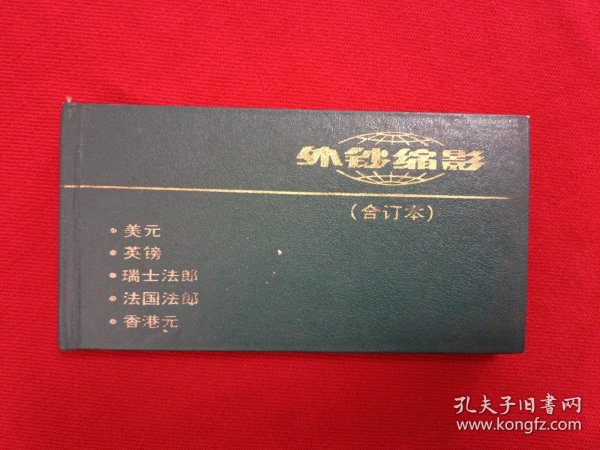 外钞缩影
(合订本)
• 美元
• 英镑
• 瑞士法郎
• 法国法郎
• 香港元
孔夫子旧书网
www.kongfz.com